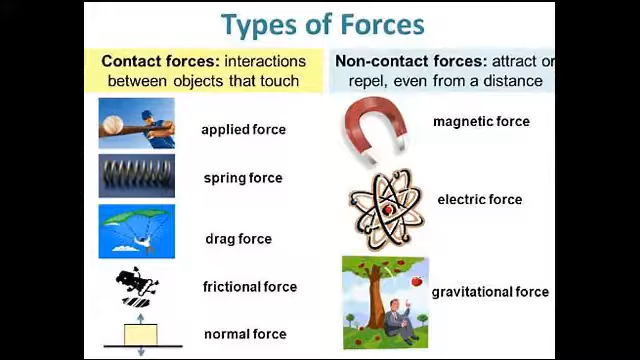 Types of Forces
Contact forces: interactions
between objects that touch
Non-contact forces: attract or
repel, even from a distance
applied force
spring force
drag force
frictional force
normal force
magnetic force
electric force
gravitational force